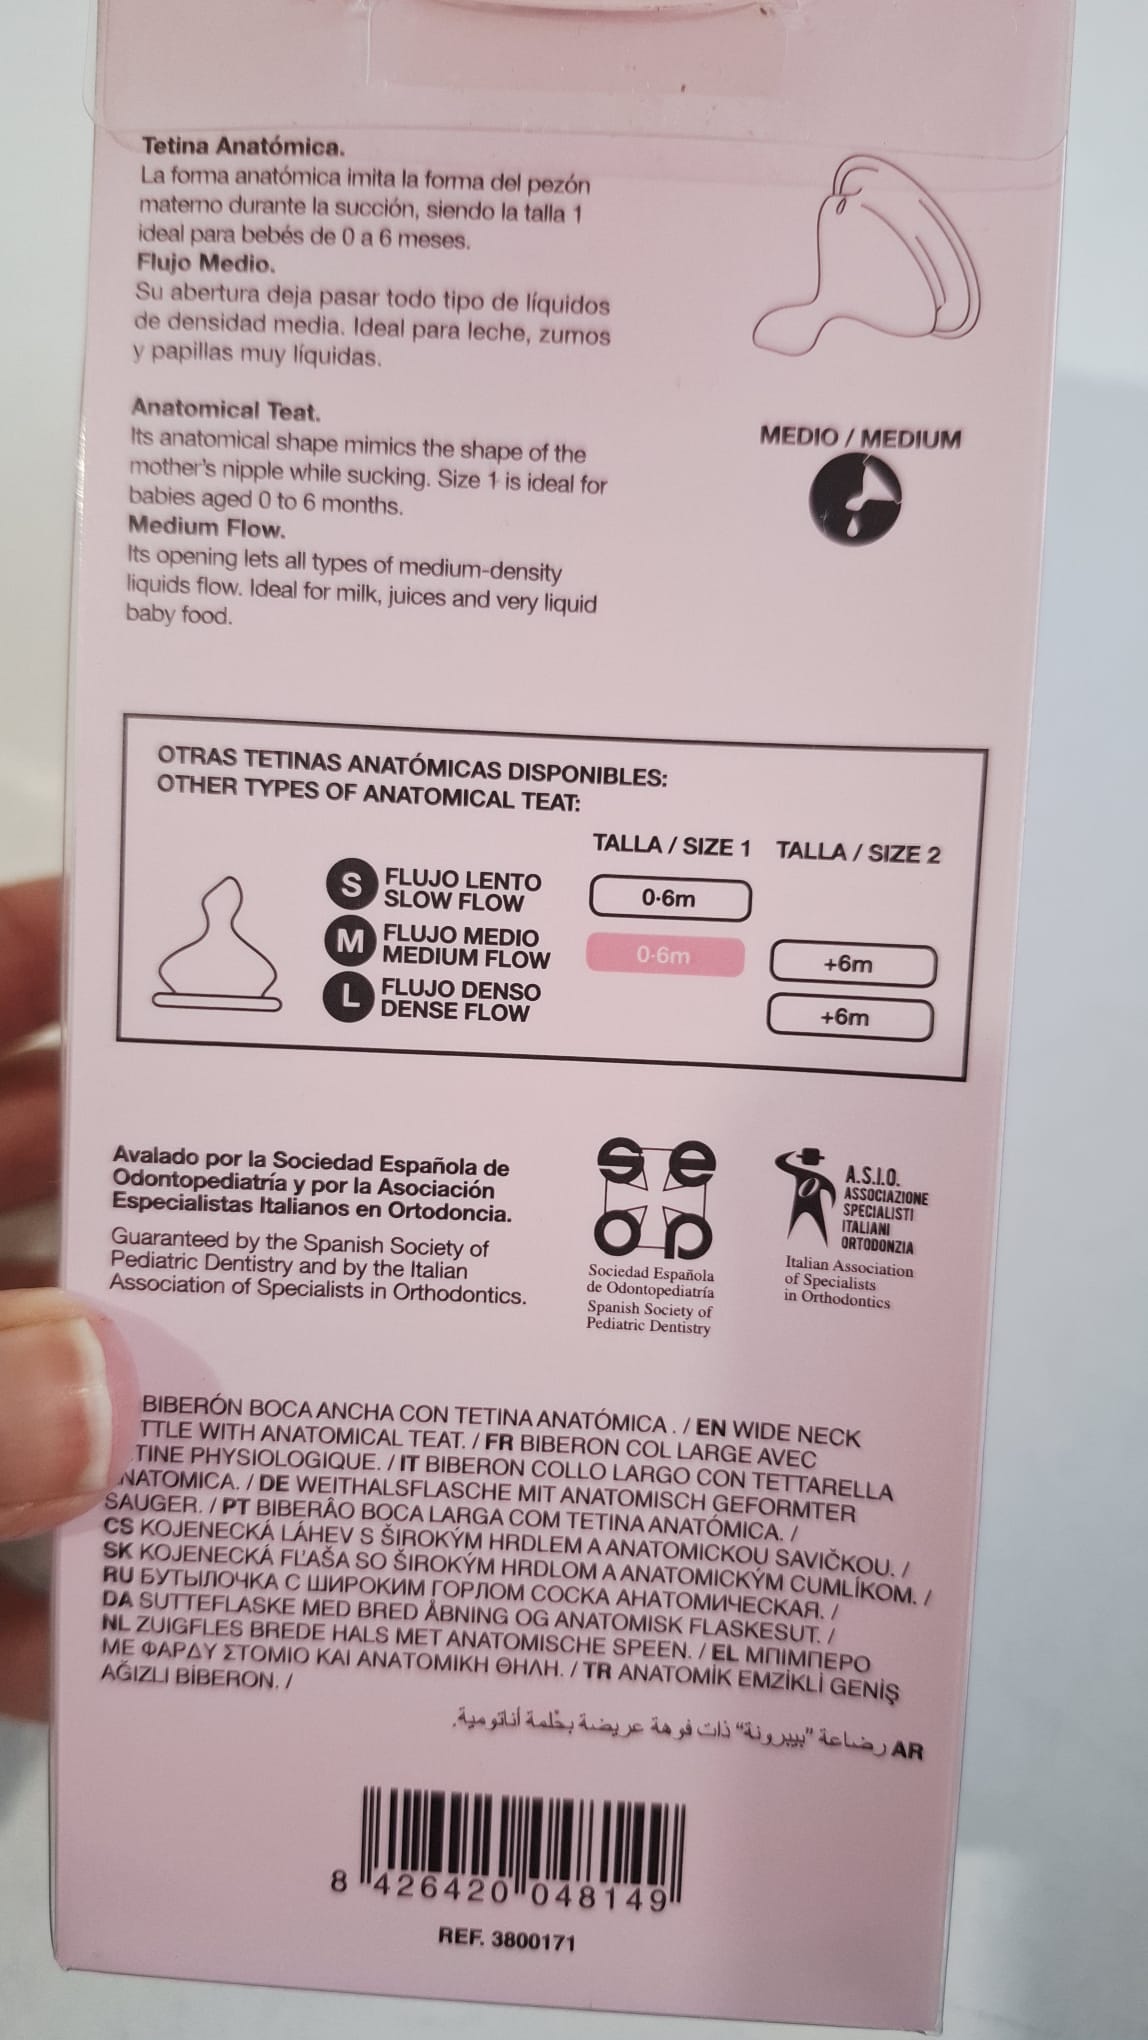 Tetina Anatómica.
La forma anatómica imita la forma del pezón
materno durante la succión, siendo la talla 1
ideal para bebés de 0 a 6 meses.
Flujo Medio.
Su abertura deja pasar todo tipo de líquidos
de densidad media. Ideal para leche, zumos
y papillas muy líquidas.
Anatomical Teat.
Its anatomical shape mimics the shape of the
mother's nipple while sucking. Size 1 is ideal for
babies aged 0 to 6 months.
Medium Flow.
Its opening lets all types of medium-density
liquids flow. Ideal for milk, juices and very liquid
baby food.
MEDIO / MEDIUM
OTRAS TETINAS ANATÓMICAS DISPONIBLES:
OTHER TYPES OF ANATOMICAL TEAT:
TALLA / SIZE 1 TALLA / SIZE 2
S FLUJO LENTO
SLOW FLOW
0-6m
M FLUJO MEDIO
MEDIUM FLOW
0-6m
+6m
L FLUJO DENSO
DENSE FLOW
+6m
Avalado por la Sociedad Española de
Odontopediatría y por la Asociación
Especialistas Italianos en Ortodoncia.
Guaranteed by the Spanish Society of
Pediatric Dentistry and by the Italian
Association of Specialists in Orthodontics.
se
op
Sociedad Española
de Odontopediatría
Spanish Society of
Pediatric Dentistry
A.S.I.O.
ASSOCIAZIONE
SPECIALISTI
ITALIANI
ORTODONZIA
Italian Association
of Specialists
in Orthodontics
BIBERÓN BOCA ANCHA CON TETINA ANATÓMICA . / EN WIDE NECK
TTLE WITH ANATOMICAL TEAT. / FR BIBERON COL LARGE AVEC
TINE PHYSIOLOGIQUE. / IT BIBERON COLLO LARGO CON TETTARELLA
NATOMICA. / DE WEITHALSFLASCHE MIT ANATOMISCH GEFORMTER
SAUGER. / PT BIBERÂO BOCA LARGA COM TETINA ANATÓMICA. /
CS KOJENECKÁ LÁHEV S ŠIROKÝM HRDLEM A ANATOMICKOU SAVIČKOU. /
SK KOJENECKÁ FĽAŠA SO ŠIROKÝM HRDLOM A ANATOMICKÝM CUMLÍKOM. /
RU БУТЫЛОЧКА С ШИРОКИМ ГОРЛОМ СОСКА АНАТОМИЧЕСКАЯ. /
DA SUTTEFLASKE MED BRED ÅBNING OG ANATOMISK FLASKESUT. /
NL ZUIGFLES BREDE HALS MET ANATOMISCHE SPEEN. / EL ΜΠΙΜΠΕΡΟ
ΜΕ ΦΑΡΔΥ ΣΤΟΜΙΟ ΚΑΙ ΑΝΑΤΟΜΙΚΗ ΘΗΛΗ. / TR ANATOMİK EMZİKLİ GENİŞ
AĞIZLI BİBERON. /
AR رضاعة "بيبرونة" ذات فوهة عريضة بحَلمة أناتومية.
8 426420 048149
REF. 3800171